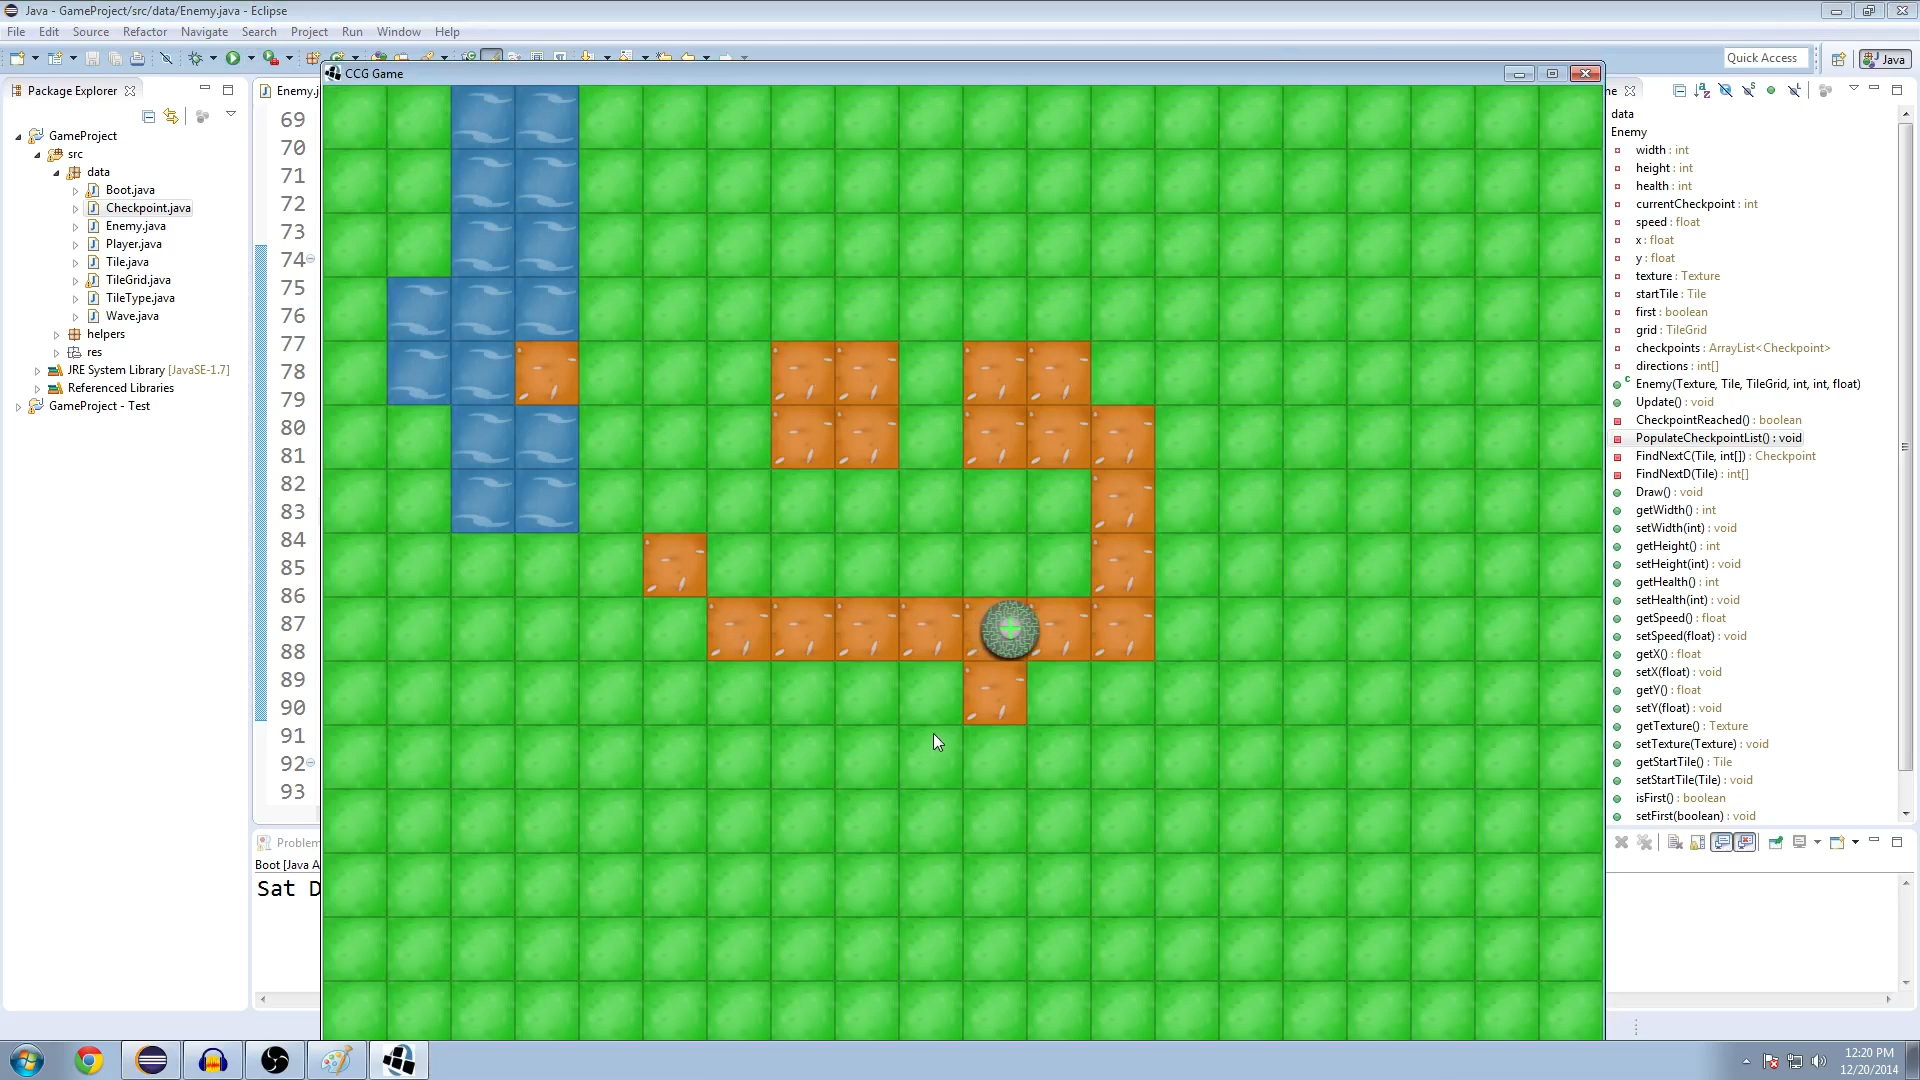 Java - GameProject/src/data/Enemy.java - Eclipse
File Edit Source Refactor Navigate Search Project Run Window Help
Quick Access
Java
Package Explorer
GameProject
src
data
Boot.java
Checkpoint.java
Enemy.java
Player.java
Tile.java
TileGrid.java
TileType.java
Wave.java
helpers
res
JRE System Library [JavaSE-1.7]
Referenced Libraries
GameProject - Test
Enemy.j
69
70
71
72
73
74
75
76
77
78
79
80
81
82
83
84
85
86
87
88
89
90
91
92
93
Problem
Boot [Java A
Sat D
CCG Game
ne
data
Enemy
width : int
height : int
health : int
currentCheckpoint : int
speed : float
x : float
y : float
texture : Texture
startTile : Tile
first : boolean
grid : TileGrid
checkpoints : ArrayList<Checkpoint>
directions : int[]
Enemy(Texture, Tile, TileGrid, int, int, float)
Update() : void
CheckpointReached() : boolean
PopulateCheckpointList() : void
FindNextC(Tile, int[]) : Checkpoint
FindNextD(Tile) : int[]
Draw() : void
getWidth() : int
setWidth(int) : void
getHeight() : int
setHeight(int) : void
getHealth() : int
setHealth(int) : void
getSpeed() : float
setSpeed(float) : void
getX() : float
setX(float) : void
getY() : float
setY(float) : void
getTexture() : Texture
setTexture(Texture) : void
getStartTile() : Tile
setStartTile(Tile) : void
isFirst() : boolean
setFirst(boolean) : void
12:20 PM
12/20/2014